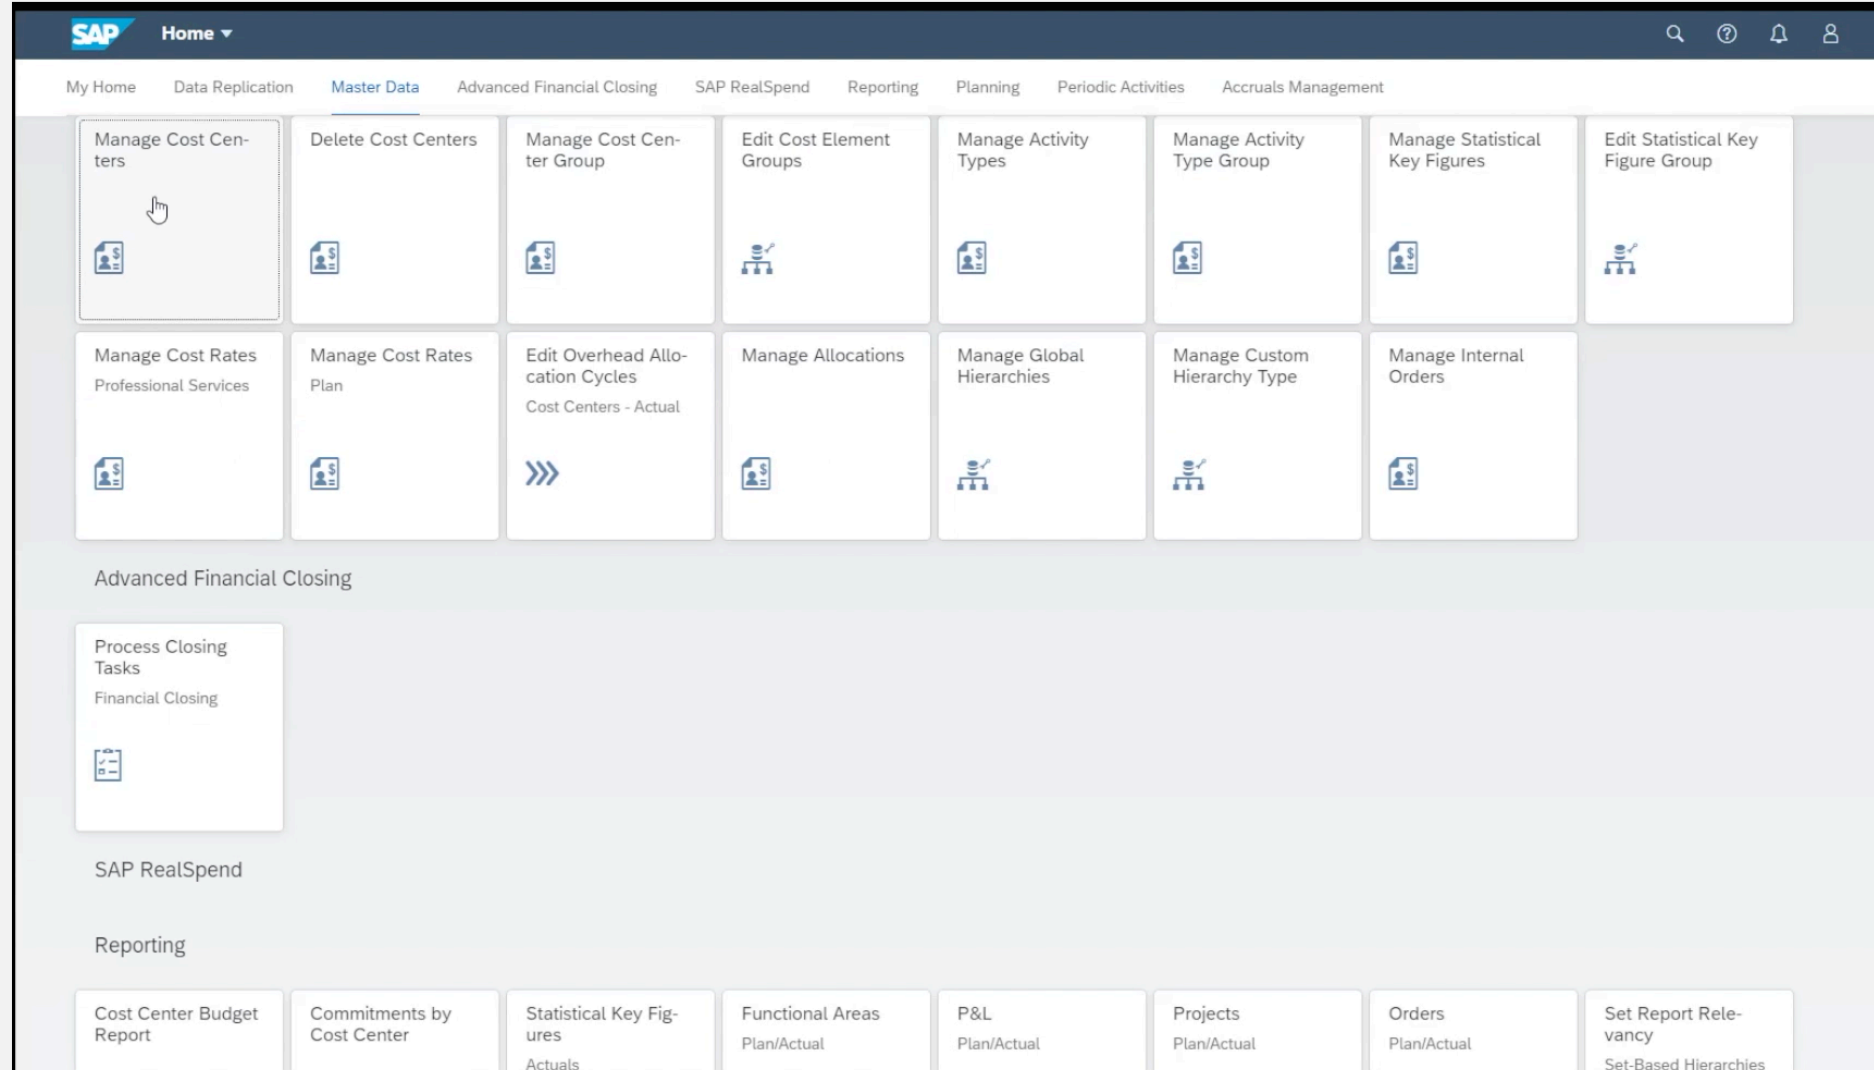 SAP Home
My Home Data Replication Master Data Advanced Financial Closing SAP RealSpend Reporting Planning Periodic Activities Accruals Management
Manage Cost Cen-
ters
Delete Cost Centers
Manage Cost Cen-
ter Group
Edit Cost Element
Groups
Manage Activity
Types
Manage Activity
Type Group
Manage Statistical
Key Figures
Edit Statistical Key
Figure Group
Manage Cost Rates
Professional Services
Manage Cost Rates
Plan
Edit Overhead Allo-
cation Cycles
Cost Centers - Actual
Manage Allocations
Manage Global
Hierarchies
Manage Custom
Hierarchy Type
Manage Internal
Orders
Advanced Financial Closing
Process Closing
Tasks
Financial Closing
SAP RealSpend
Reporting
Cost Center Budget
Report
Commitments by
Cost Center
Statistical Key Fig-
ures
Actuals
Functional Areas
Plan/Actual
P&L
Plan/Actual
Projects
Plan/Actual
Orders
Plan/Actual
Set Report Rele-
vancy
Set-Based Hierarchies